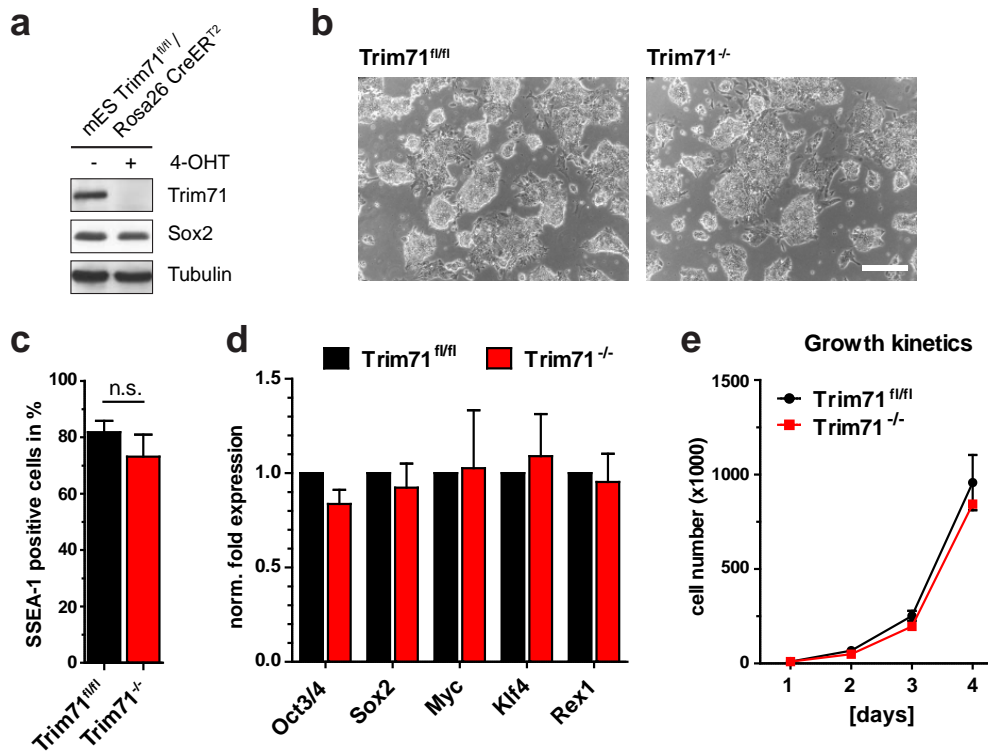 a
mES Trim71fl/fl/
Rosa26 CreERT2
- + 4-OHT
Trim71
Sox2
Tubulin
b
Trim71fl/fl Trim71-/-
c
SSEA-1 positive cells in %
100
80
60
40
20
0
n.s.
Trim71fl/fl
Trim71-/-
d
Trim71fl/fl Trim71-/-
norm. fold expression
1.5
1.0
0.5
0.0
Oct3/4 Sox2 Myc Klf4 Rex1
e
Growth kinetics
Trim71fl/fl
Trim71-/-
cell number (x1000)
1500
1000
500
0
1 2 3 4
[days]